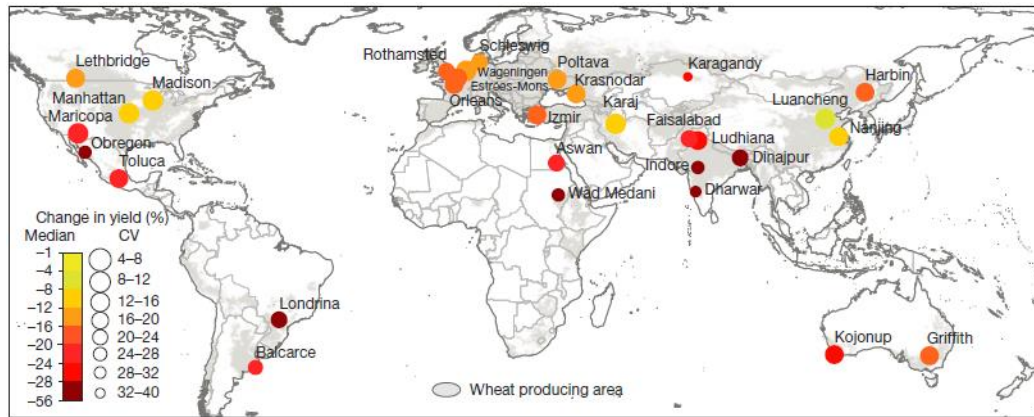 Rothamsted
Schleswig
Lethbridge
Madison
Wageningen
Poltava
Karagandy
Harbin
Estrées-Mons
Krasnodar
Manhattan
Orleans
Karaj
Luancheng
Maricopa
Izmir
Faisalabad
Nanjing
Obregon
Aswan
Ludhiana
Toluca
Indore
Dinajpur
Wad Medani
Dharwar
Change in yield (%)
Median CV
-1
-4
-8
-12
-16
-20
-24
-28
-56
4–8
8–12
12–16
16–20
20–24
24–28
28–32
32–40
Londrina
Balcarce
Kojonup
Griffith
Wheat producing area